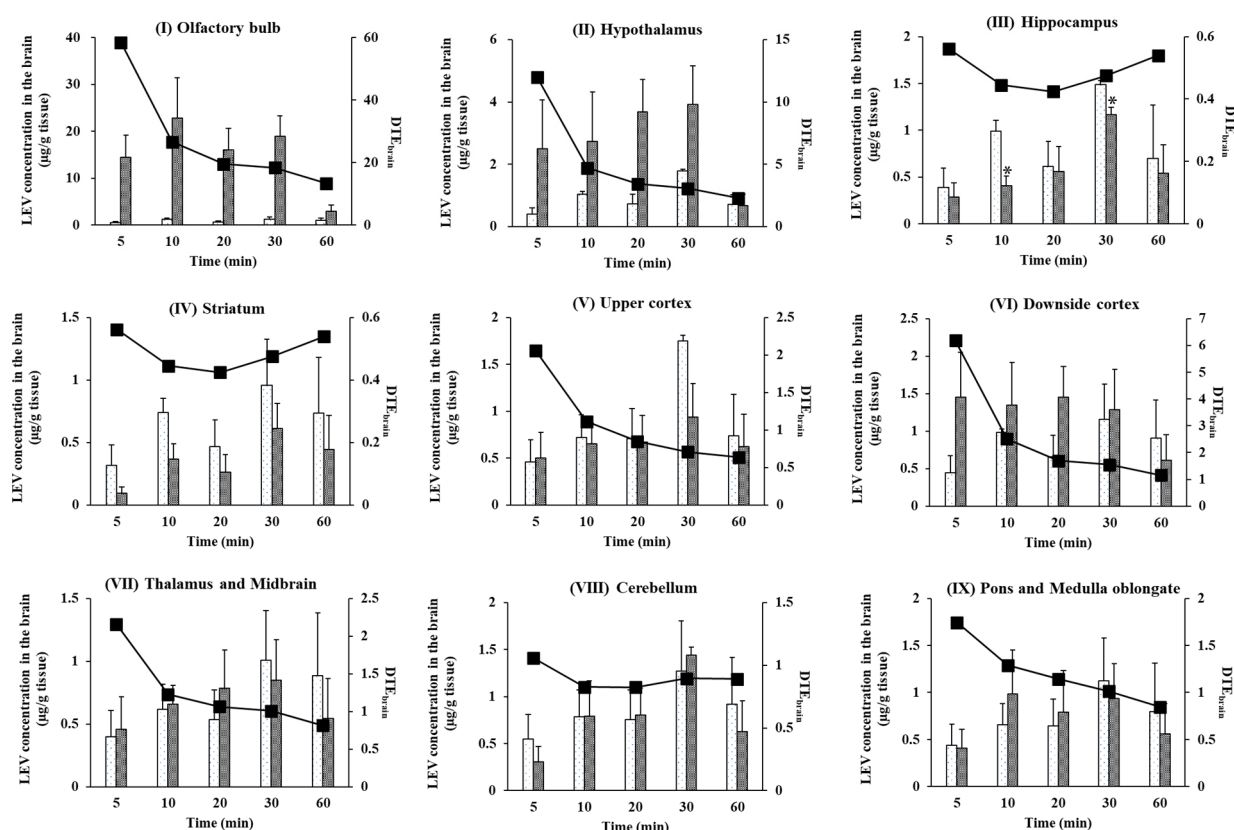 (I) Olfactory bulb
LEV concentration in the brain
(µg/g tissue)
40
30
20
10
0
60
40
20
0
DTEbrain
5 10 20 30 60
Time (min)
(II) Hypothalamus
LEV concentration in the brain
(µg/g tissue)
6
4
2
0
15
10
5
0
DTEbrain
5 10 20 30 60
Time (min)
(III) Hippocampus
LEV concentration in the brain
(µg/g tissue)
2
1.5
1
0.5
0
0.6
0.4
0.2
0
DTEbrain
*
*
5 10 20 30 60
Time (min)
(IV) Striatum
LEV concentration in the brain
(µg/g tissue)
1.5
1
0.5
0
0.6
0.4
0.2
0
DTEbrain
5 10 20 30 60
Time (min)
(V) Upper cortex
LEV concentration in the brain
(µg/g tissue)
2
1.5
1
0.5
0
2.5
2
1.5
1
0.5
0
DTEbrain
5 10 20 30 60
Time (min)
(VI) Downside cortex
LEV concentration in the brain
(µg/g tissue)
2.5
2
1.5
1
0.5
0
7
6
5
4
3
2
1
0
DTEbrain
5 10 20 30 60
Time (min)
(VII) Thalamus and Midbrain
LEV concentration in the brain
(µg/g tissue)
1.5
1
0.5
0
2.5
2
1.5
1
0.5
0
DTEbrain
5 10 20 30 60
Time (min)
(VIII) Cerebellum
LEV concentration in the brain
(µg/g tissue)
2
1.5
1
0.5
0
1.5
1
0.5
0
DTEbrain
5 10 20 30 60
Time (min)
(IX) Pons and Medulla oblongate
LEV concentration in the brain
(µg/g tissue)
2
1.5
1
0.5
0
2
1.5
1
0.5
0
DTEbrain
5 10 20 30 60
Time (min)